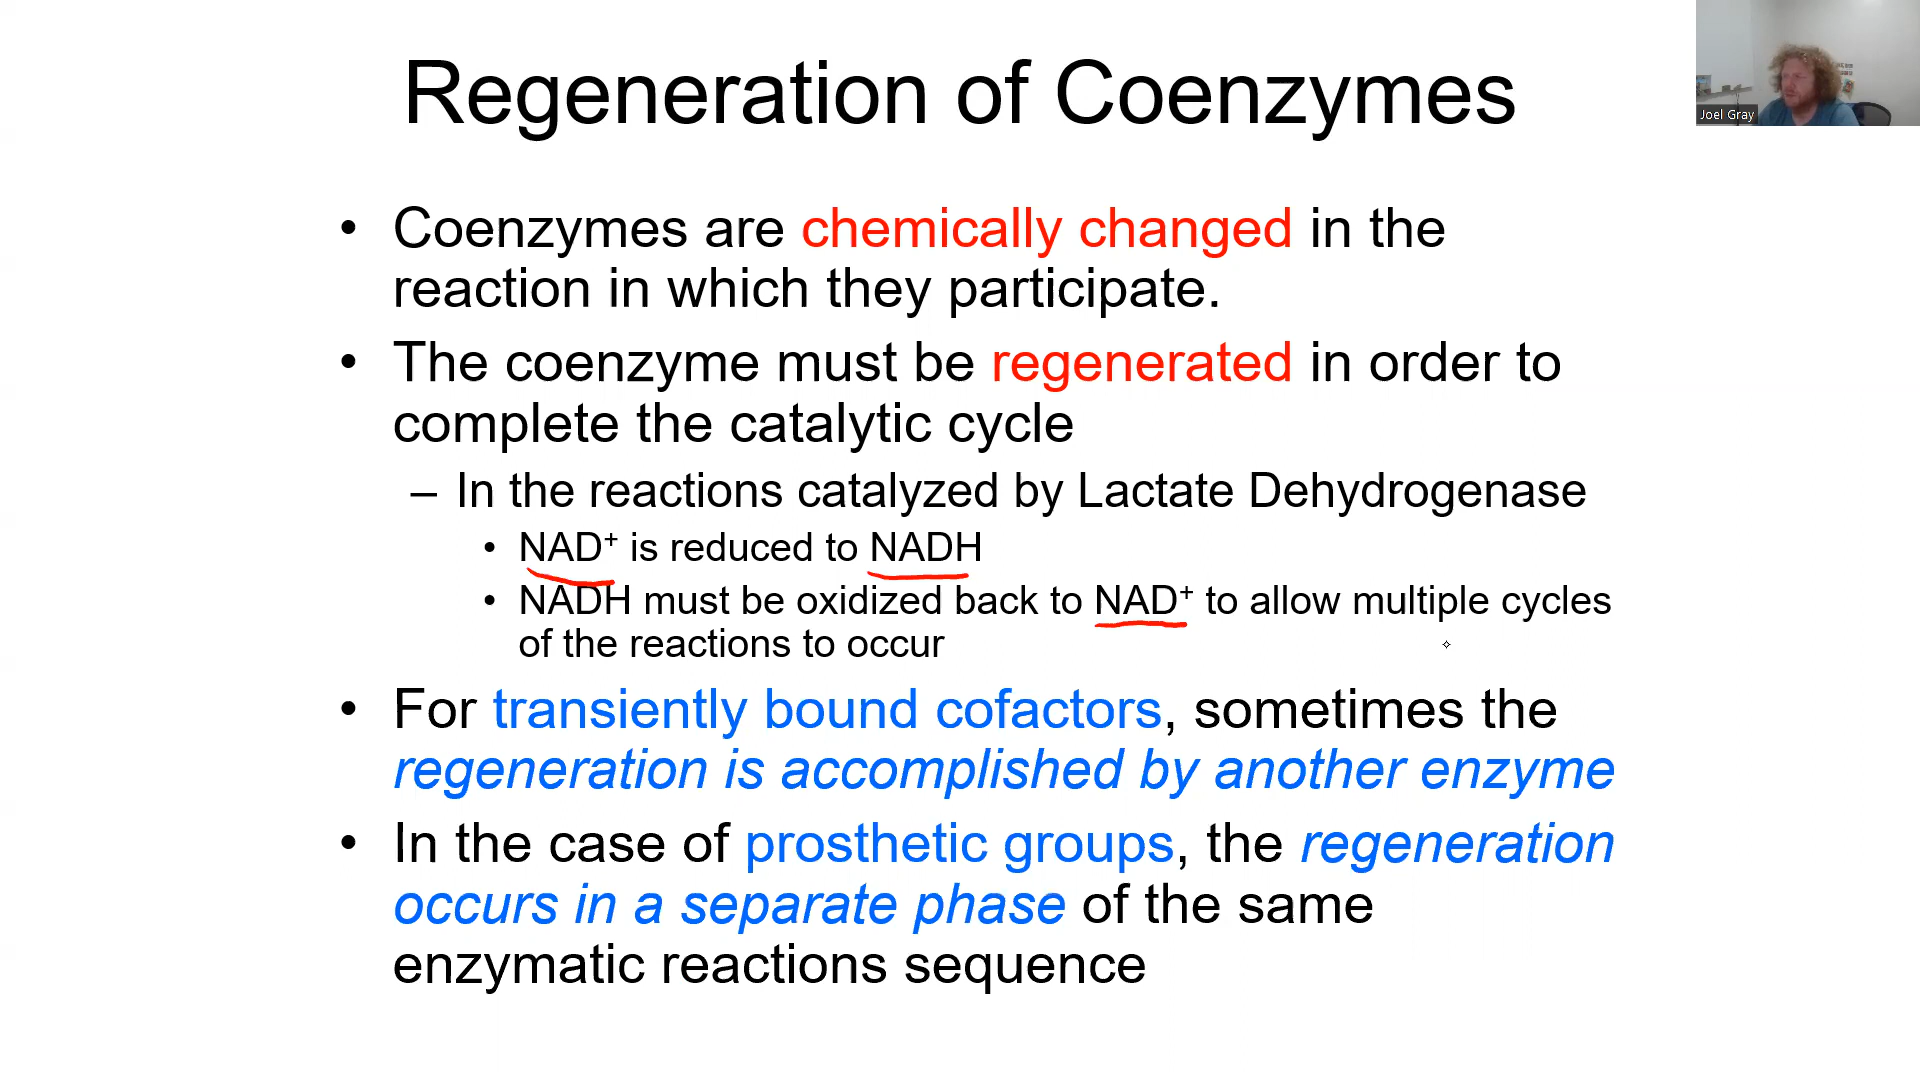 Regeneration of Coenzymes
Joel Gray
• Coenzymes are chemically changed in the
reaction in which they participate.
• The coenzyme must be regenerated in order to
complete the catalytic cycle
– In the reactions catalyzed by Lactate Dehydrogenase
• NAD⁺ is reduced to NADH
• NADH must be oxidized back to NAD⁺ to allow multiple cycles
of the reactions to occur
• For transiently bound cofactors, sometimes the
regeneration is accomplished by another enzyme
• In the case of prosthetic groups, the regeneration
occurs in a separate phase of the same
enzymatic reactions sequence